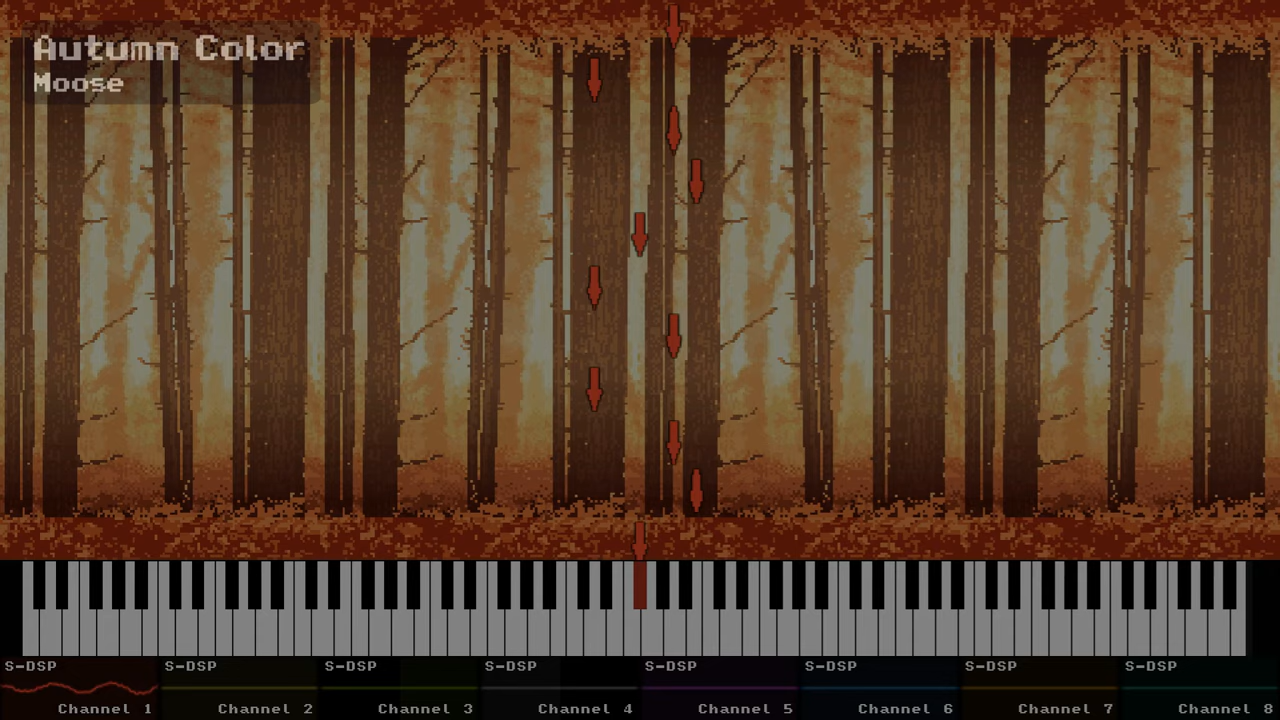 Autumn Color
Moose
S-DSP S-DSP S-DSP S-DSP S-DSP S-DSP S-DSP S-DSP
Channel 1 Channel 2 Channel 3 Channel 4 Channel 5 Channel 6 Channel 7 Channel 8